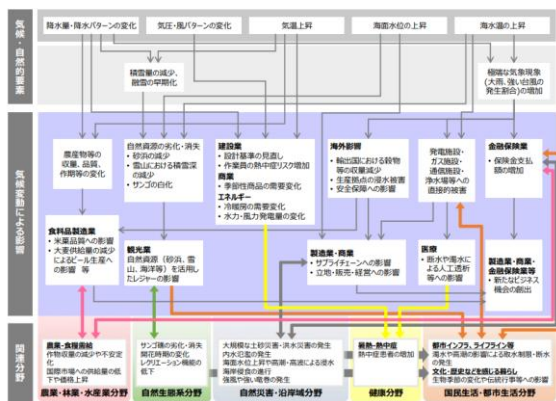 気候・自然的要素
降水量・降水パターンの変化
気圧・風パターンの変化
気温上昇
海面水位の上昇
海水温の上昇
積雪量の減少、
融雪の早期化
極端な気象現象
(大雨、強い台風の
発生割合)の増加
気候変動による影響
農産物等の
収量、品質、
作期等の変化
自然資源の劣化・消失
• 砂浜の減少
• 雪山における積雪深
の減少
• サンゴの白化
建設業
• 設計基準の見直し
• 作業員の熱中症リスク増加
商業
• 季節性商品の需要変化
エネルギー
• 冷暖房の需要変化
• 水力・風力発電量の変化
海外影響
• 輸出国における穀物
等の収量減少
• 生産拠点の浸水被害
• 安全保障への影響
発電施設・
ガス施設・
通信施設・
浄水場等への
直接的被害
金融保険業
• 保険金支払
額の増加
食料品製造業
• 米菓品質への影響
• 大麦供給量の減少
によるビール生産へ
の影響 等
観光業
自然資源(砂浜、雪
山、海洋等)を活用し
たレジャーへの影響
製造業・商業
• サプライチェーンへの影響
• 立地・販売・経営への影響
医療
• 断水や濁水に
よる人工透析
等への影響
製造業・商業・
金融保険業等
• 新たなビジネス
機会の創出
関連分野
農業・食糧需給
作物収量の減少や不安定
化
国際市場への供給量の低
下や価格上昇
サンゴ礁の劣化・消失
開花時期の変化
レクリエーション機能の
低下
大規模な土砂災害・洪水災害の発生
内水氾濫の発生
海面水位上昇や高潮・高波による浸水
海岸侵食の進行
強風や強い竜巻の発生
暑熱・熱中症
熱中症患者の増加
都市インフラ、ライフライン等
濁水や高潮の影響による取水制限・断水
の発生
文化・歴史などを感じる暮らし
生物季節の変化や伝統行事等への影響
農業・林業・水産業分野
自然生態系分野
自然災害・沿岸域分野
健康分野
国民生活・都市生活分野